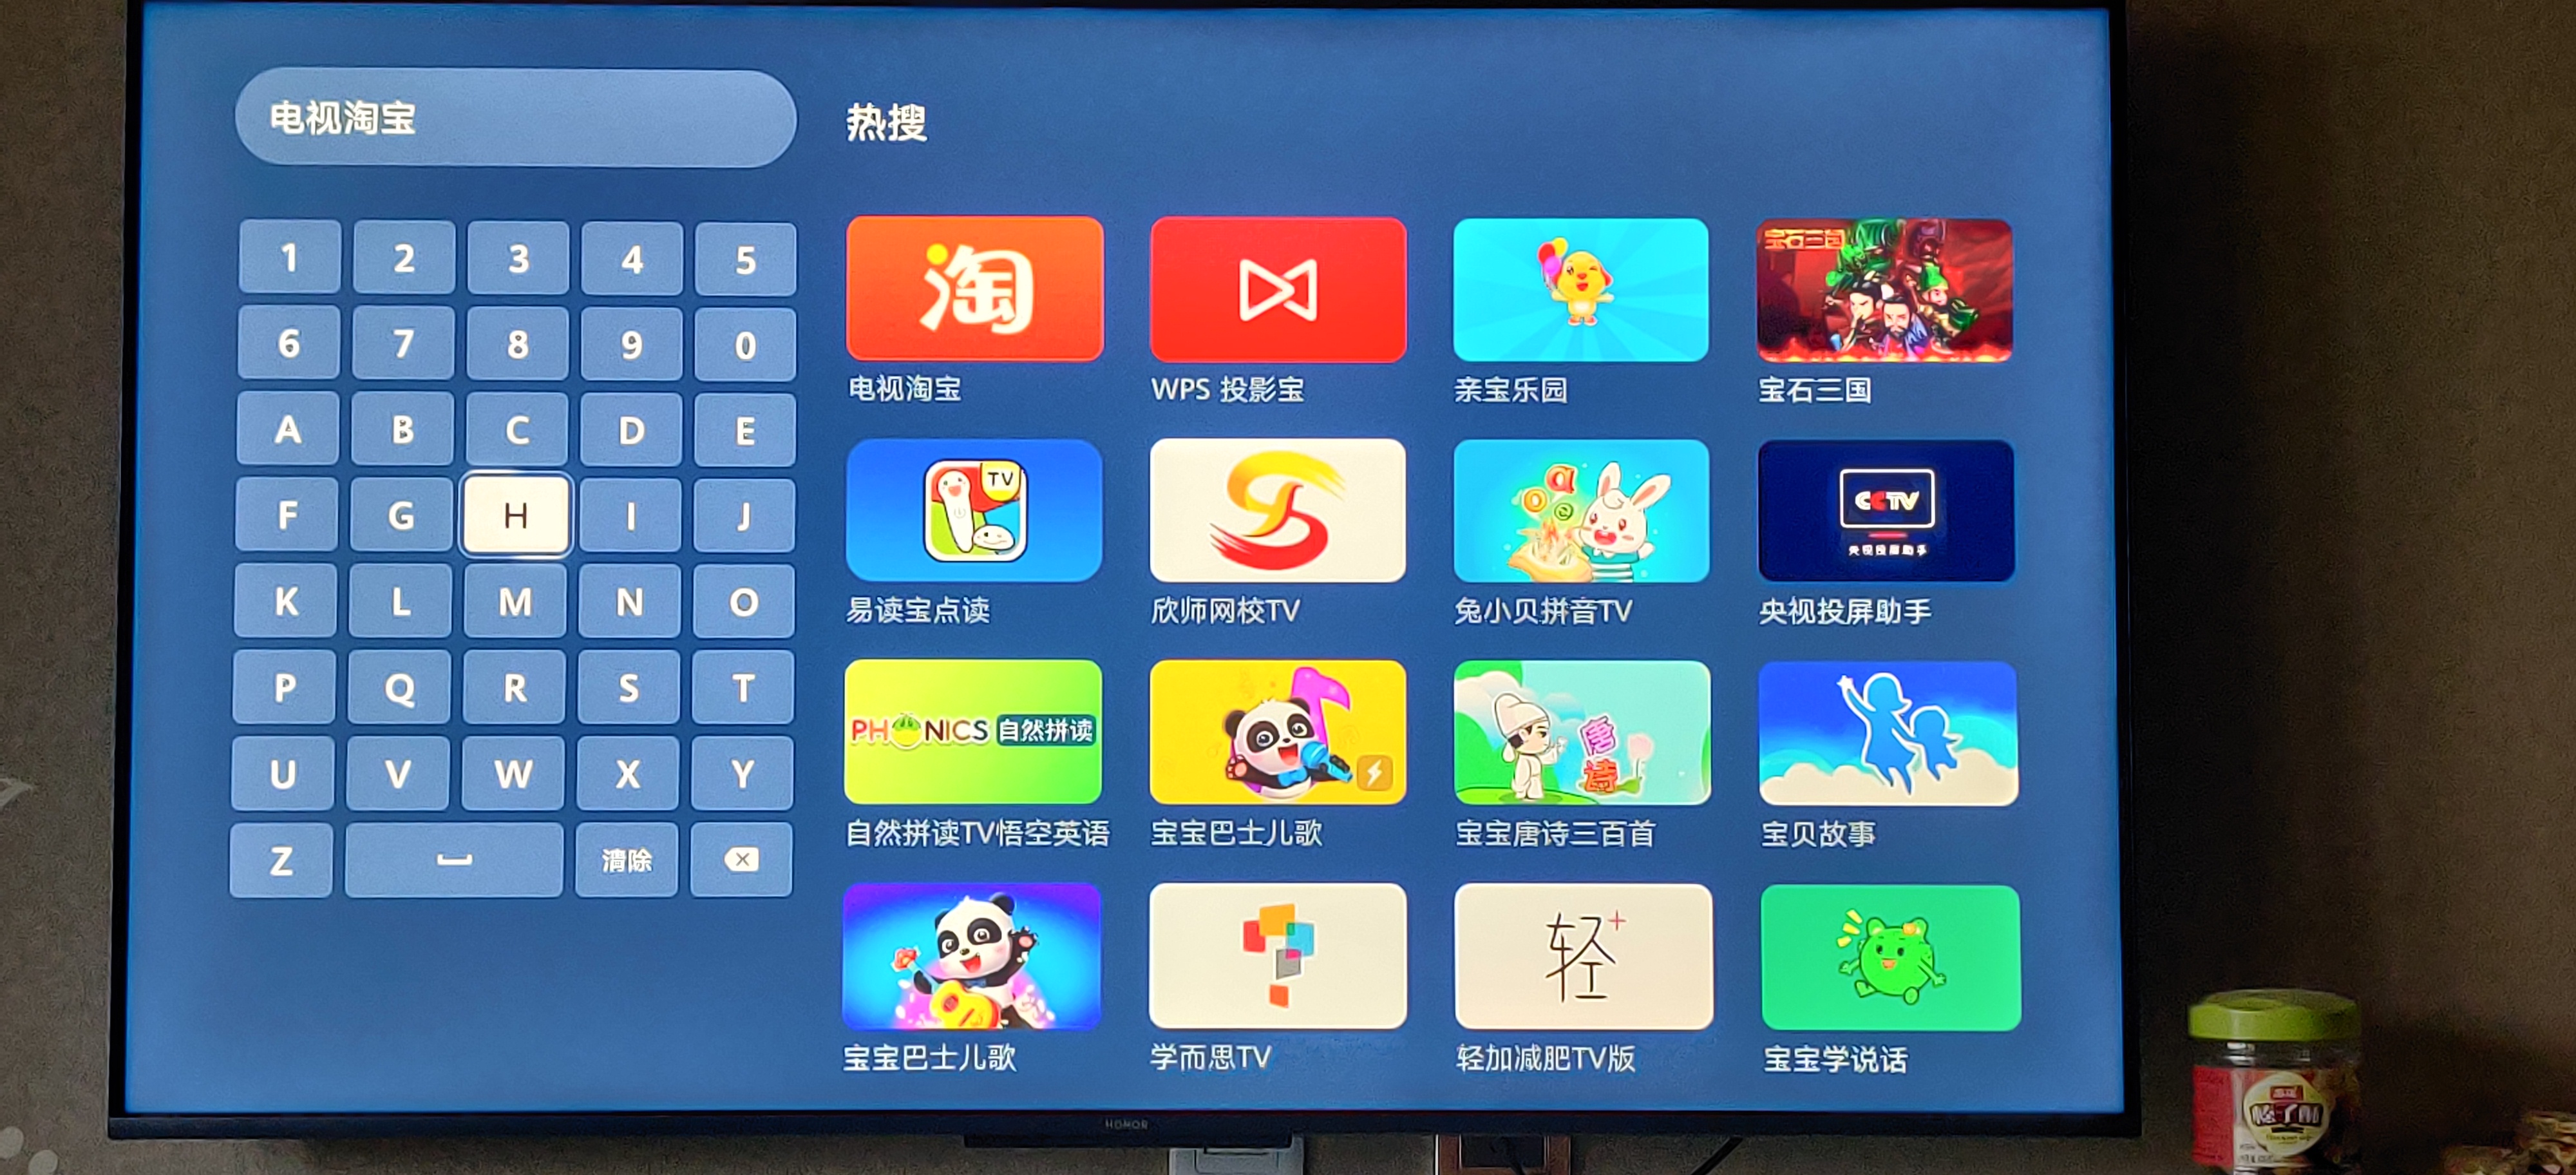 电视淘宝
热搜
1 2 3 4 5
6 7 8 9 0
A B C D E
F G H I J
K L M N O
P Q R S T
U V W X Y
Z 清除
淘
宝石三国
电视淘宝 WPS 投影宝 亲宝乐园 宝石三国
TV
CCTV
央视投屏助手
易读宝点读 欣师网校TV 兔小贝拼音TV 央视投屏助手
PHONICS 自然拼读
唐诗
自然拼读TV悟空英语 宝宝巴士儿歌 宝宝唐诗三百首 宝贝故事
轻+
宝宝巴士儿歌 学而思TV 轻加减肥TV版 宝宝学说话
HONOR